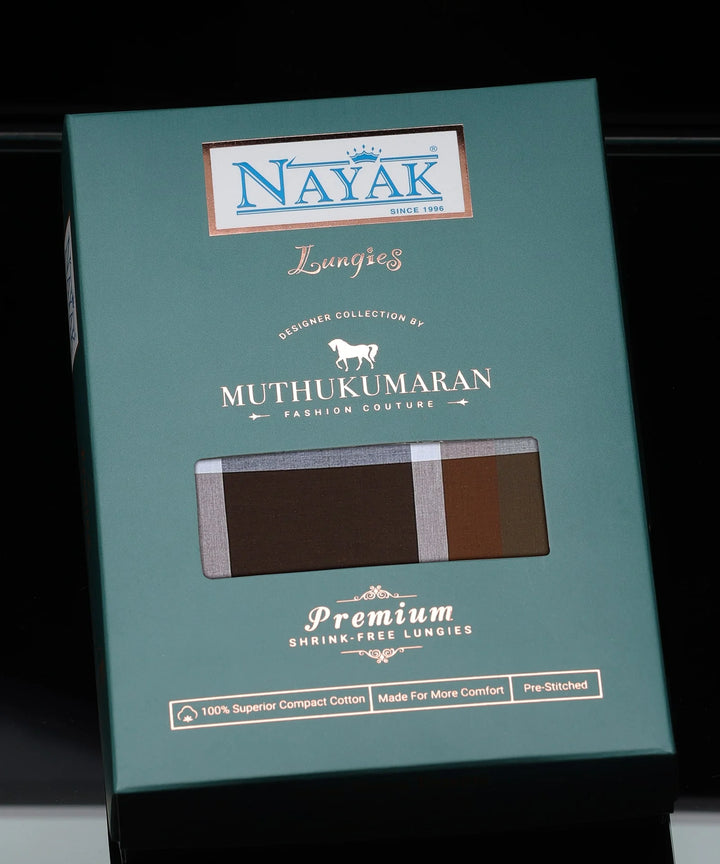 NAYAK®
SINCE 1996
Lungies
DESIGNER COLLECTION BY
MUTHUKUMARAN
FASHION COUTURE
Premium
SHRINK-FREE LUNGIES
100% Superior Compact Cotton
Made For More Comfort
Pre-Stitched